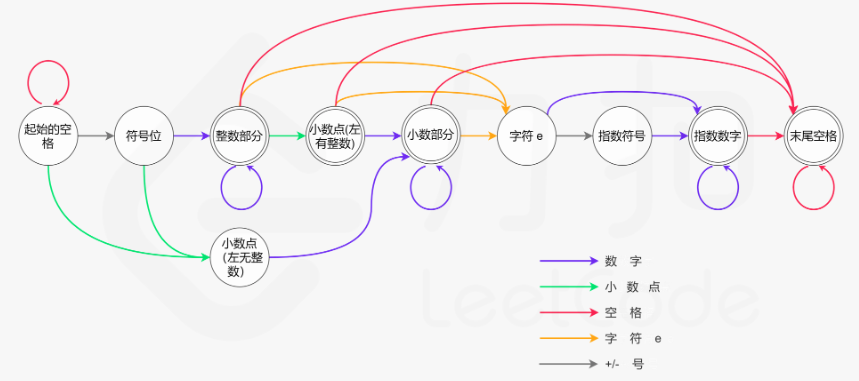 起始的空
格
符号位
整数部分
小数点(左
有整数)
小数部分
字符 e
指数符号
指数数字
末尾空格
小数点
(左无整
数)
数 字
小 数 点
空 格
字 符 e
+/- 号
力扣
LeetCode